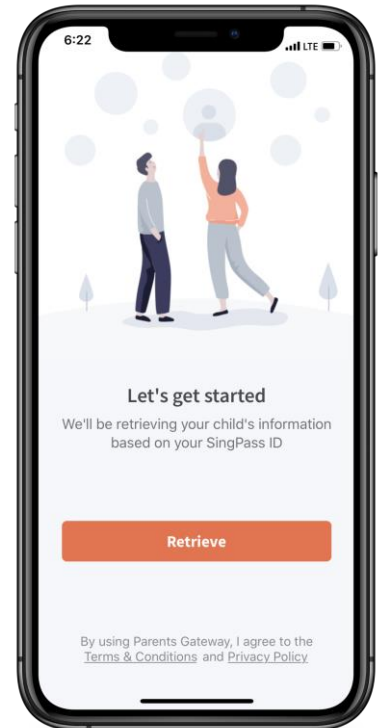 6:22
LTE
Let's get started
We'll be retrieving your child's information
based on your SingPass ID
Retrieve
By using Parents Gateway, I agree to the
Terms & Conditions and Privacy Policy